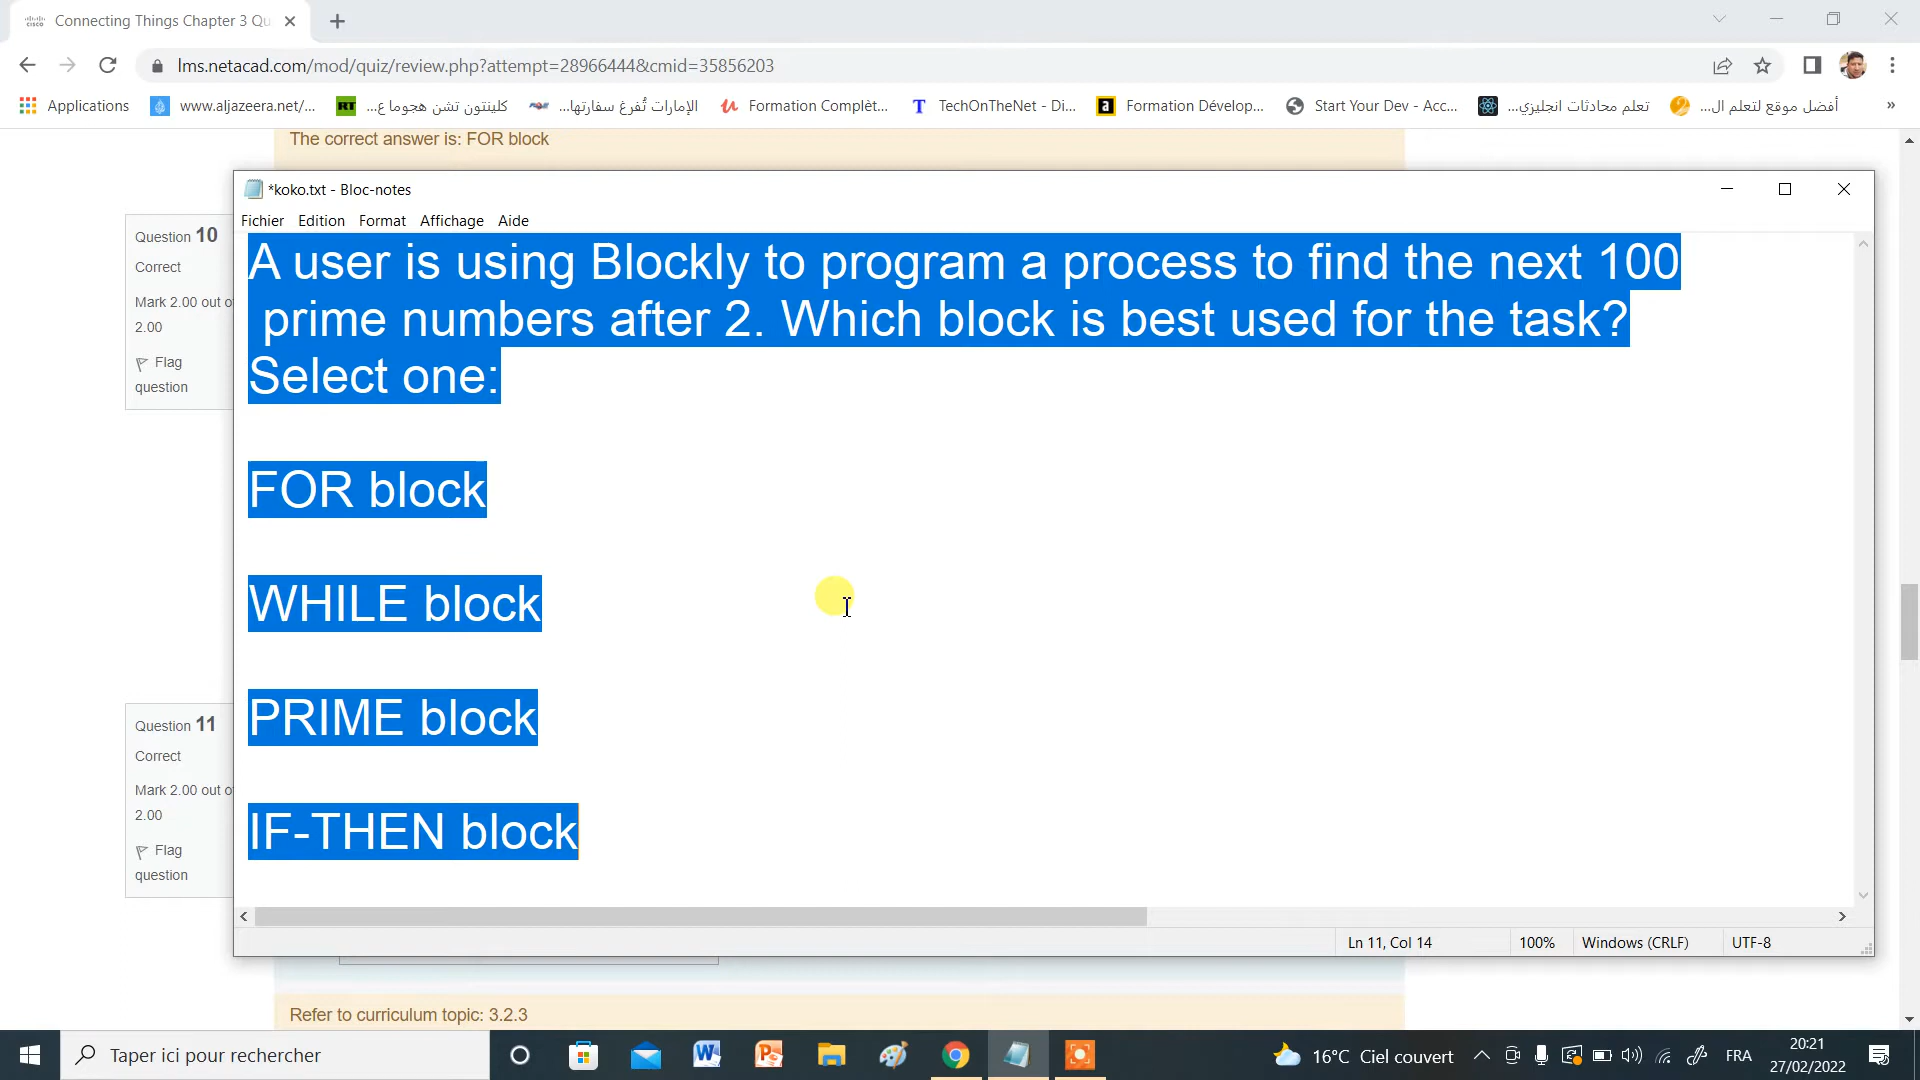 Connecting Things Chapter 3 Qu
lms.netacad.com/mod/quiz/review.php?attempt=28966444&cmid=35856203
Applications
www.aljazeera.net/...
كلينتون تشن هجوما ع...
الإمارات تُفرغ سفارتها...
Formation Complèt...
TechOnTheNet - Di...
Formation Dévelop...
Start Your Dev - Acc...
تعلم محادثات انجليزي...
أفضل موقع لتعلم ال...
The correct answer is: FOR block
*koko.txt - Bloc-notes
Fichier Edition Format Affichage Aide
Question 10
Correct
Mark 2.00 out o
2.00
Flag
question
A user is using Blockly to program a process to find the next 100
prime numbers after 2. Which block is best used for the task?
Select one:
FOR block
WHILE block
PRIME block
IF-THEN block
Question 11
Correct
Mark 2.00 out o
2.00
Flag
question
Ln 11, Col 14 100% Windows (CRLF) UTF-8
Refer to curriculum topic: 3.2.3
Taper ici pour rechercher
16°C Ciel couvert
FRA
20:21
27/02/2022